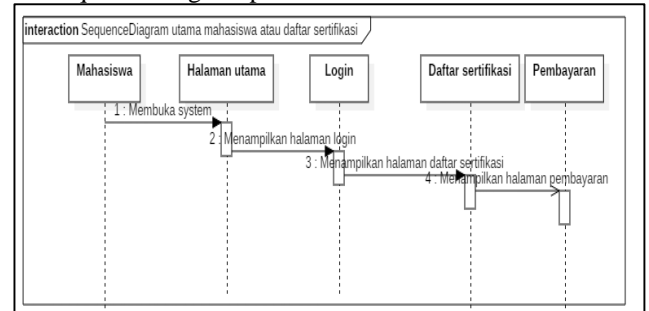 interaction SequenceDiagram utama mahasiswa atau daftar sertifikasi
Mahasiswa
Halaman utama
Login
Daftar sertifikasi
Pembayaran
1 : Membuka system
2 : Menampilkan halaman login
3 : Menampilkan halaman daftar sertifikasi
4 : Menampilkan halaman pembayaran